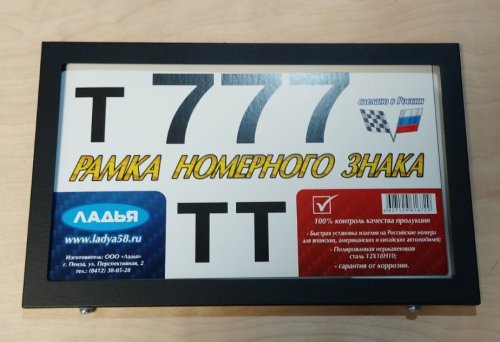 Т 777
сделано в России
РАМКА НОМЕРНОГО ЗНАКА
ЛАДЬЯ
www.ladya58.ru
Изготовитель: ООО «Ладья»
г. Пенза, ул. Перспективная, 2
тел.: (8412) 38-05-28
ТТ
100% контроль качества продукции
- Быстрая установка изделия на Российские номера
для японских, американских и китайских автомобилей;
- Полированная нержавеющая
сталь 12Х18Н10;
- гарантия от коррозии.